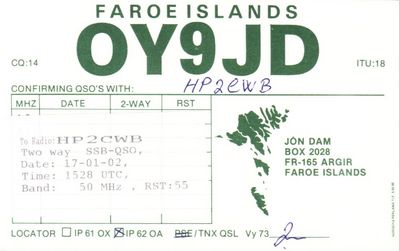 FAROE ISLANDS
OY9JD
CQ:14
ITU:18
CONFIRMING QSO'S WITH: HP2CWB
MHZ DATE 2-WAY RST
To Radio: HP2CWB
Two way SSB-QSO,
Date: 17-01-02,
Time: 1528 UTC,
Band: 50 MHz, RST:55
JÓN DAM
BOX 2028
FR-165 ARGIR
FAROE ISLANDS
LOCATOR IP 61 OX IP 62 OA PSE/TNX QSL Vy 73